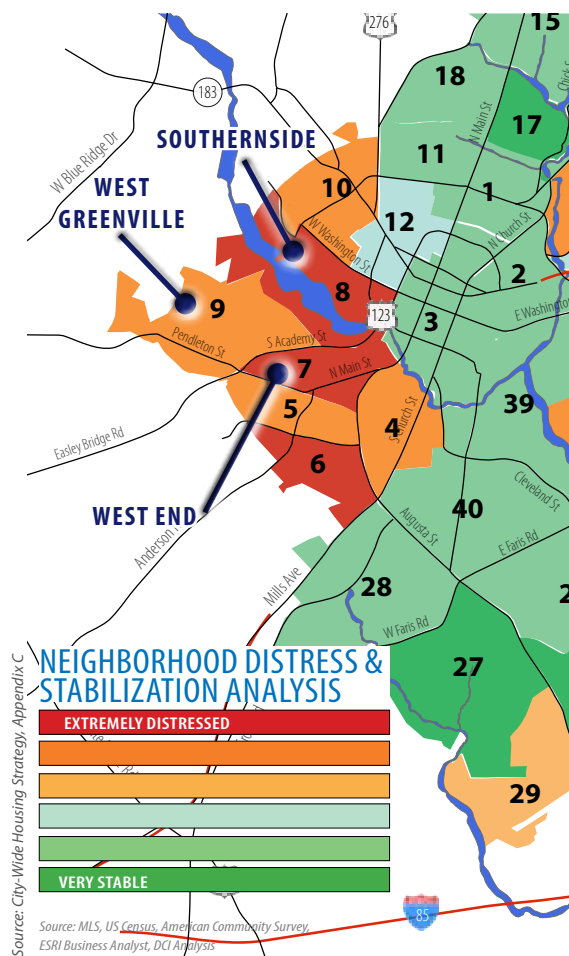 276
15
18
N Main St
17
183
W Blue Ridge Dr
SOUTHERNSIDE
11
WEST
GREENVILLE
10
1
12
N Church St
W Washington St
2
8
9
E Washington
123
3
S Academy St
Pendleton St
7
N Main St
5
S Church St
4
39
Easley Bridge Rd
6
Cleveland St
WEST END
40
Augusta St
E Faris Rd
Anderson
Mills Ave
28
2
W Faris Rd
NEIGHBORHOOD DISTRESS &
STABILIZATION ANALYSIS
27
EXTREMELY DISTRESSED
29
VERY STABLE
85
Source: MLS, US Census, American Community Survey,
ESRI Business Analyst, DCI Analysis
Source: City-Wide Housing Strategy, Appendix C